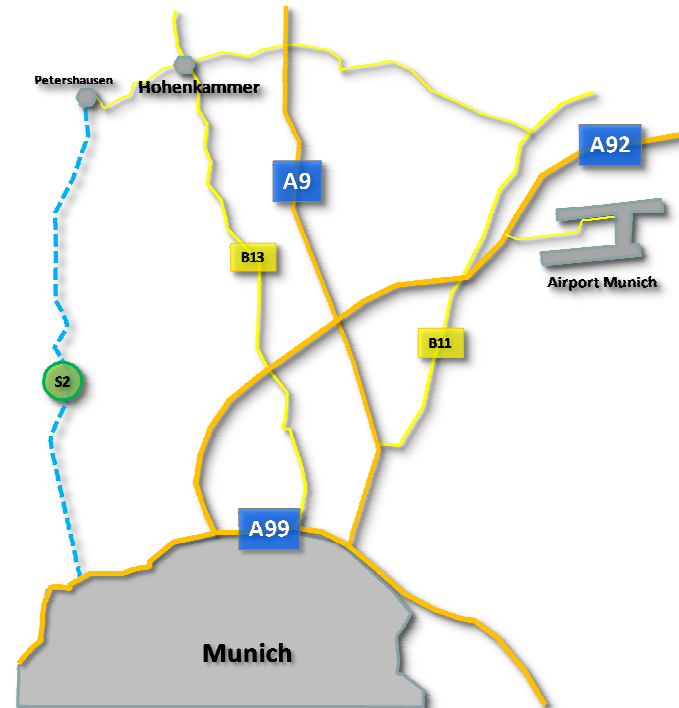 Petershausen
Hohenkammer
A92
A9
B13
Airport Munich
B11
S2
A99
Munich